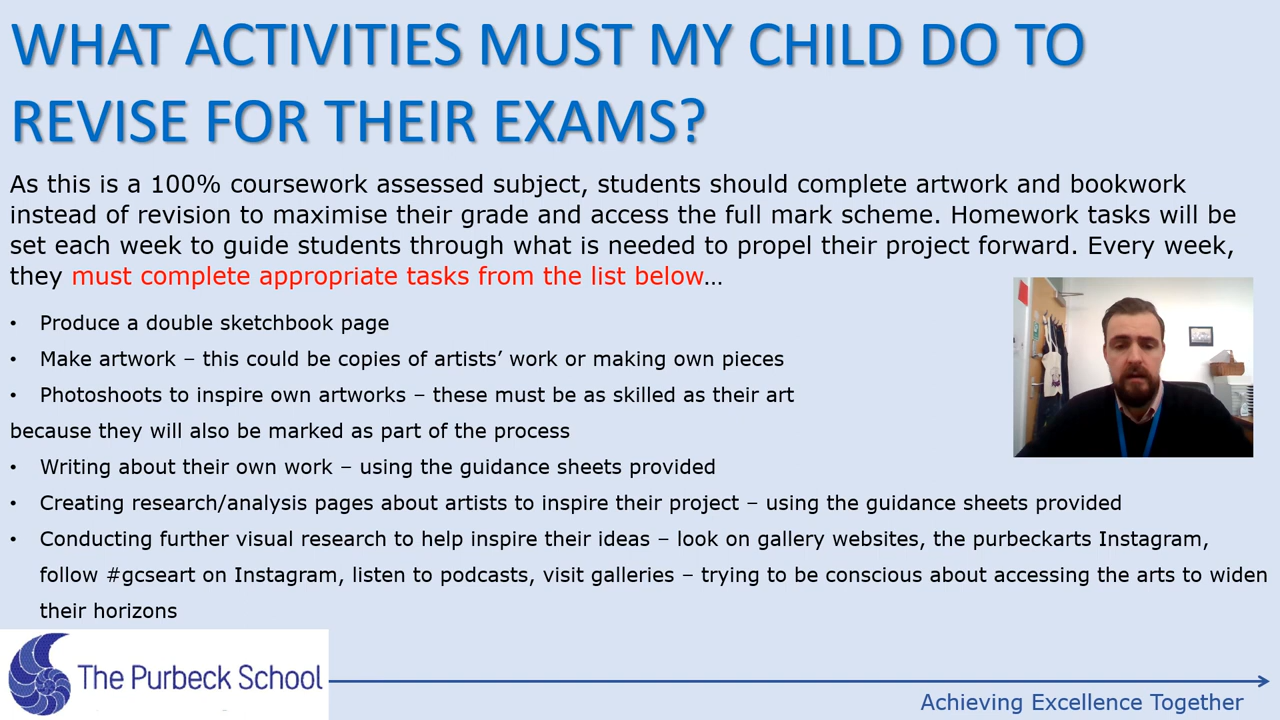 WHAT ACTIVITIES MUST MY CHILD DO TO
REVISE FOR THEIR EXAMS?
As this is a 100% coursework assessed subject, students should complete artwork and bookwork
instead of revision to maximise their grade and access the full mark scheme. Homework tasks will be
set each week to guide students through what is needed to propel their project forward. Every week,
they must complete appropriate tasks from the list below…
• Produce a double sketchbook page
• Make artwork – this could be copies of artists’ work or making own pieces
• Photoshoots to inspire own artworks – these must be as skilled as their art
because they will also be marked as part of the process
• Writing about their own work – using the guidance sheets provided
• Creating research/analysis pages about artists to inspire their project – using the guidance sheets provided
• Conducting further visual research to help inspire their ideas – look on gallery websites, the purbeckarts Instagram,
follow #gcseart on Instagram, listen to podcasts, visit galleries – trying to be conscious about accessing the arts to widen
their horizons
The Purbeck School
Achieving Excellence Together